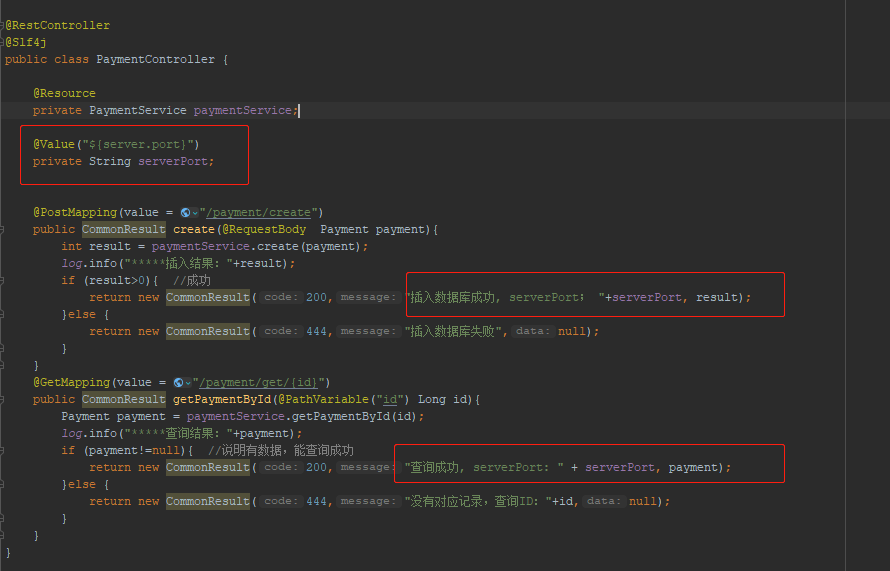 @RestController
@Slf4j
public class PaymentController {
@Resource
private PaymentService paymentService;
@Value("${server.port}")
private String serverPort;
@PostMapping(value = "/payment/create")
public CommonResult create(@RequestBody  Payment payment){
int result = paymentService.create(payment);
log.info("*****插入结果: "+result);
if (result>0){  //成功
return new CommonResult( code: 200, message: "插入数据库成功, serverPort； "+serverPort, result);
}else {
return new CommonResult( code: 444, message: "插入数据库失败", data: null);
}
}
@GetMapping(value = "/payment/get/{id}")
public CommonResult getPaymentById(@PathVariable("id") Long id){
Payment payment = paymentService.getPaymentById(id);
log.info("*****查询结果: "+payment);
if (payment!=null){  //说明有数据，能查询成功
return new CommonResult( code: 200, message: "查询成功, serverPort: " + serverPort, payment);
}else {
return new CommonResult( code: 444, message: "没有对应记录，查询ID: "+id, data: null);
}
}
}